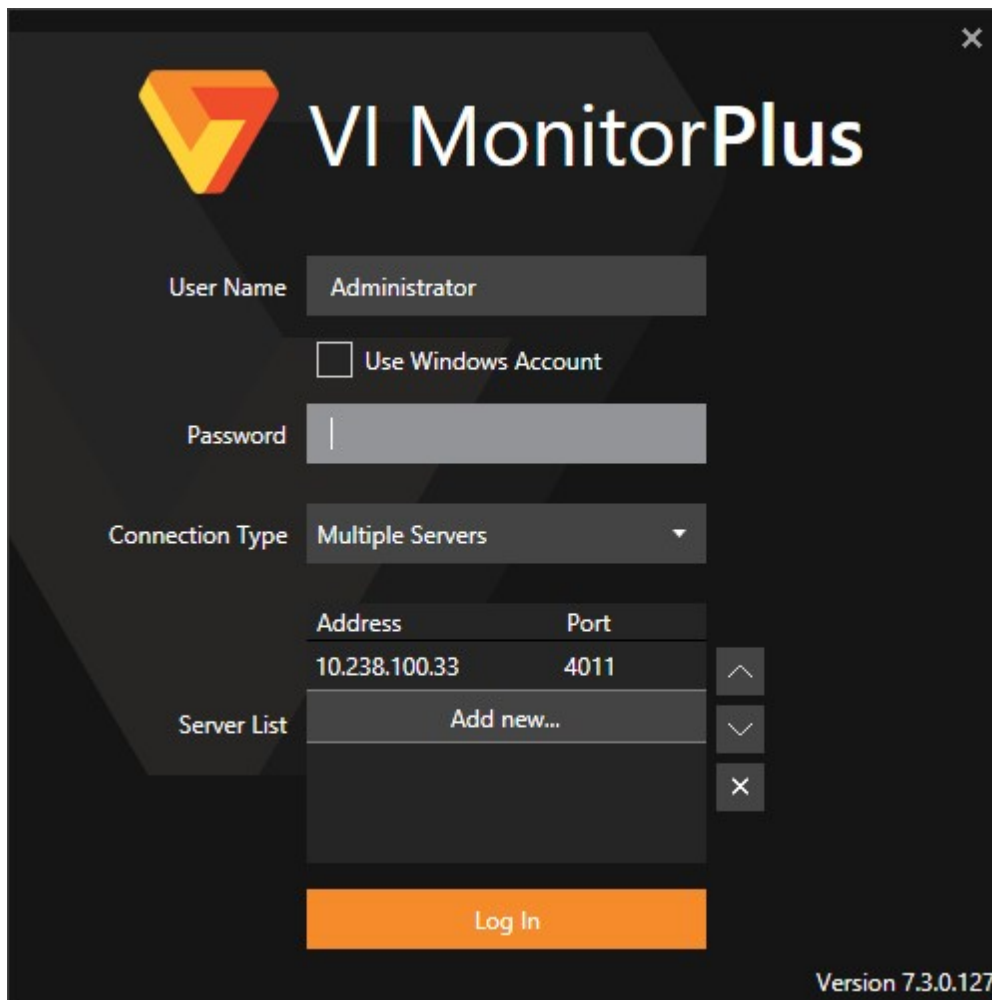 VI MonitorPlus
User Name
Administrator
Use Windows Account
Password
Connection Type
Multiple Servers
Address Port
10.238.100.33 4011
Server List
Add new...
Log In
Version 7.3.0.127